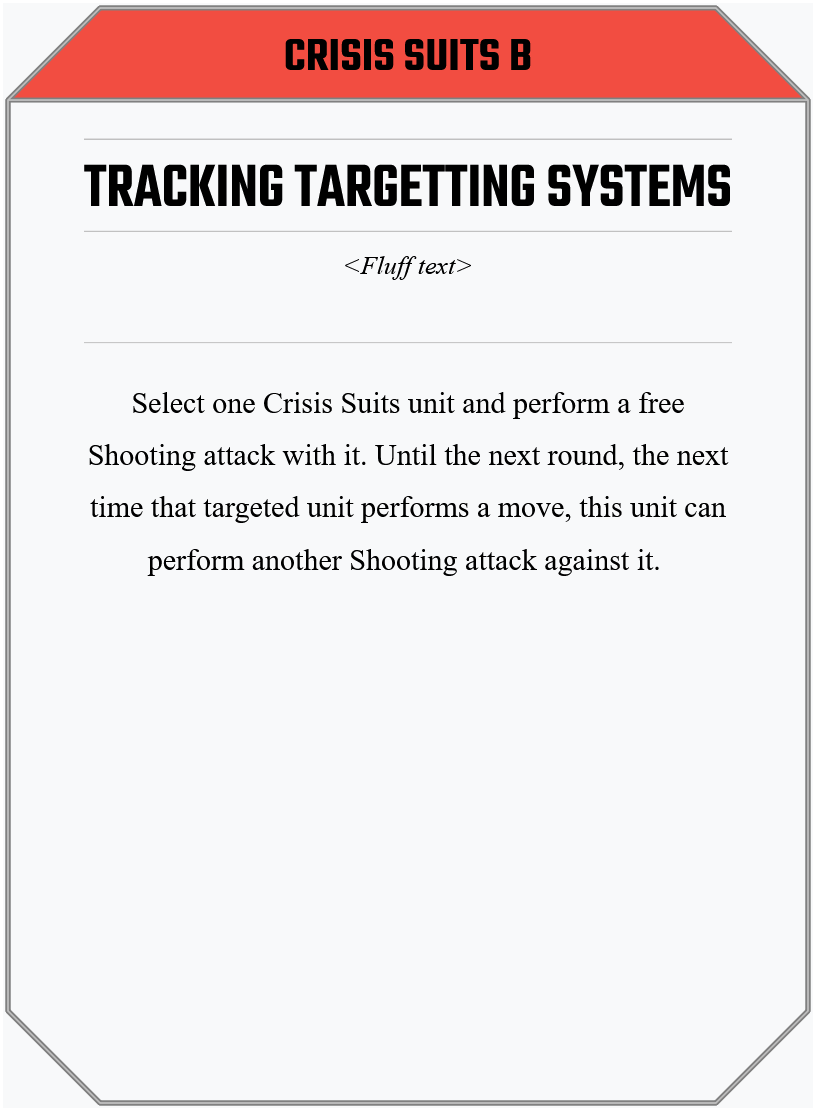 CRISIS SUITS B
TRACKING TARGETTING SYSTEMS
<Fluff text>
Select one Crisis Suits unit and perform a free
Shooting attack with it. Until the next round, the next
time that targeted unit performs a move, this unit can
perform another Shooting attack against it.